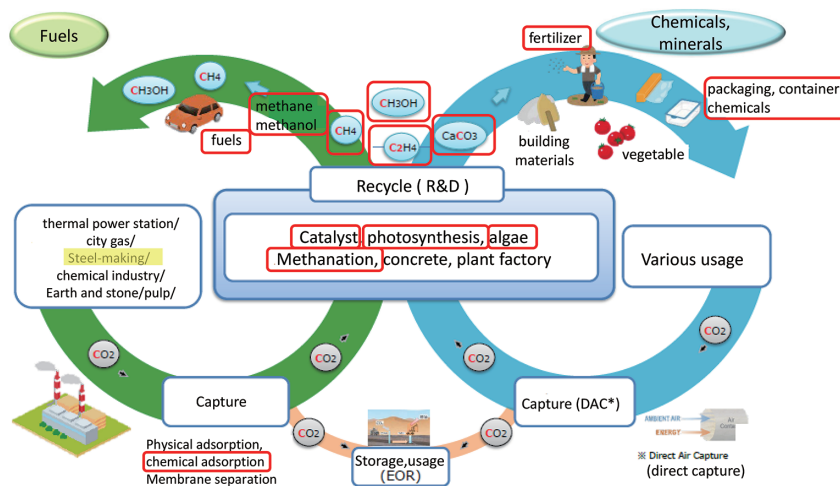 Fuels
Chemicals,
minerals
fertilizer
CH3OH
CH4
CH3OH
methane
methanol
packaging, container
chemicals
fuels
CH4
C2H4
CaCO3
building
materials
vegetable
Recycle ( R&D )
thermal power station/
city gas/
Steel-making/
chemical industry/
Earth and stone/pulp/
Catalyst, photosynthesis, algae
Methanation, concrete, plant factory
Various usage
CO2
CO2
CO2
CO2
Capture
Capture (DAC*)
CO2
CO2
AMBIENT AIR
ENERGY
Air
Physical adsorption,
chemical adsorption
Membrane separation
Storage,usage
(EOR)
※ Direct Air Capture
(direct capture)